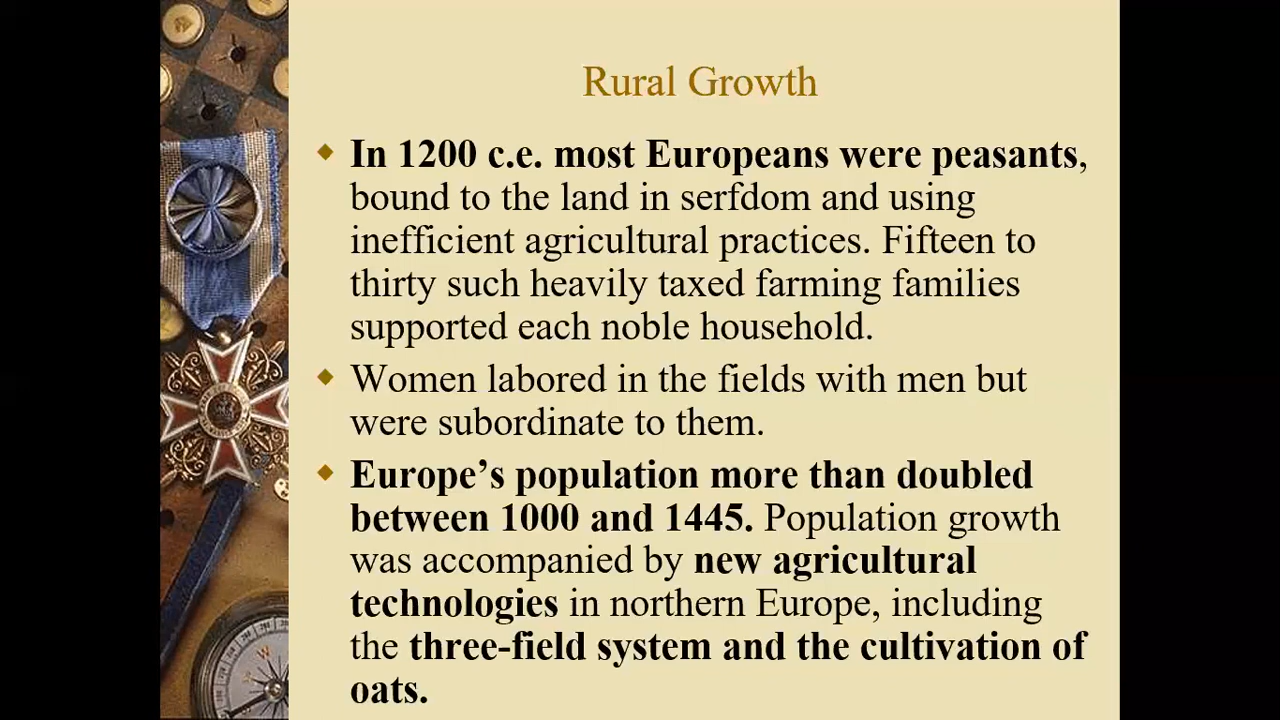 Rural Growth
In 1200 c.e. most Europeans were peasants,
bound to the land in serfdom and using
inefficient agricultural practices. Fifteen to
thirty such heavily taxed farming families
supported each noble household.
Women labored in the fields with men but
were subordinate to them.
Europe’s population more than doubled
between 1000 and 1445. Population growth
was accompanied by new agricultural
technologies in northern Europe, including
the three-field system and the cultivation of
oats.